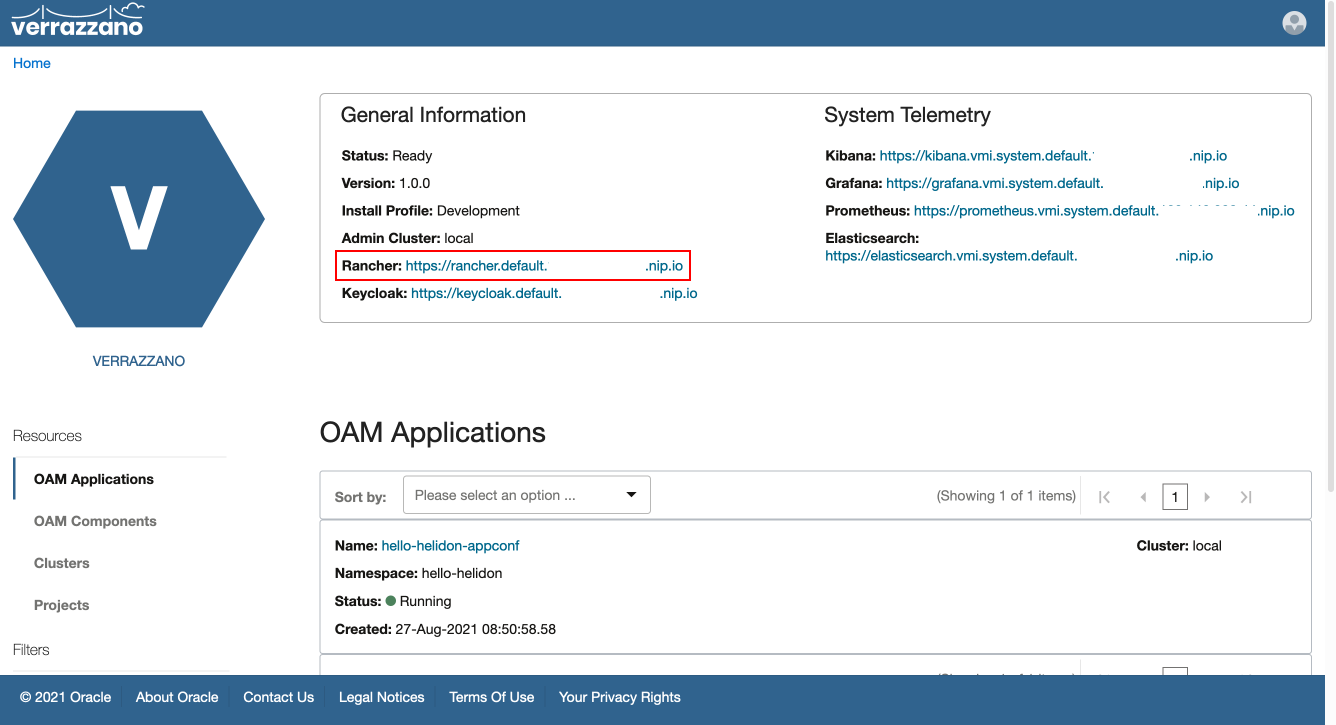 verrazzano
Home
V
VERRAZZANO
General Information
Status: Ready
Version: 1.0.0
Install Profile: Development
Admin Cluster: local
Rancher: https://rancher.default. .nip.io
Keycloak: https://keycloak.default. .nip.io
System Telemetry
Kibana: https://kibana.vmi.system.default. .nip.io
Grafana: https://grafana.vmi.system.default. .nip.io
Prometheus: https://prometheus.vmi.system.default. .nip.io
Elasticsearch:
https://elasticsearch.vmi.system.default. .nip.io
Resources
OAM Applications
OAM Components
Clusters
Projects
Filters
OAM Applications
Sort by: Please select an option ... (Showing 1 of 1 items) 1
Name: hello-helidon-appconf Cluster: local
Namespace: hello-helidon
Status: Running
Created: 27-Aug-2021 08:50:58.58
© 2021 Oracle About Oracle Contact Us Legal Notices Terms Of Use Your Privacy Rights